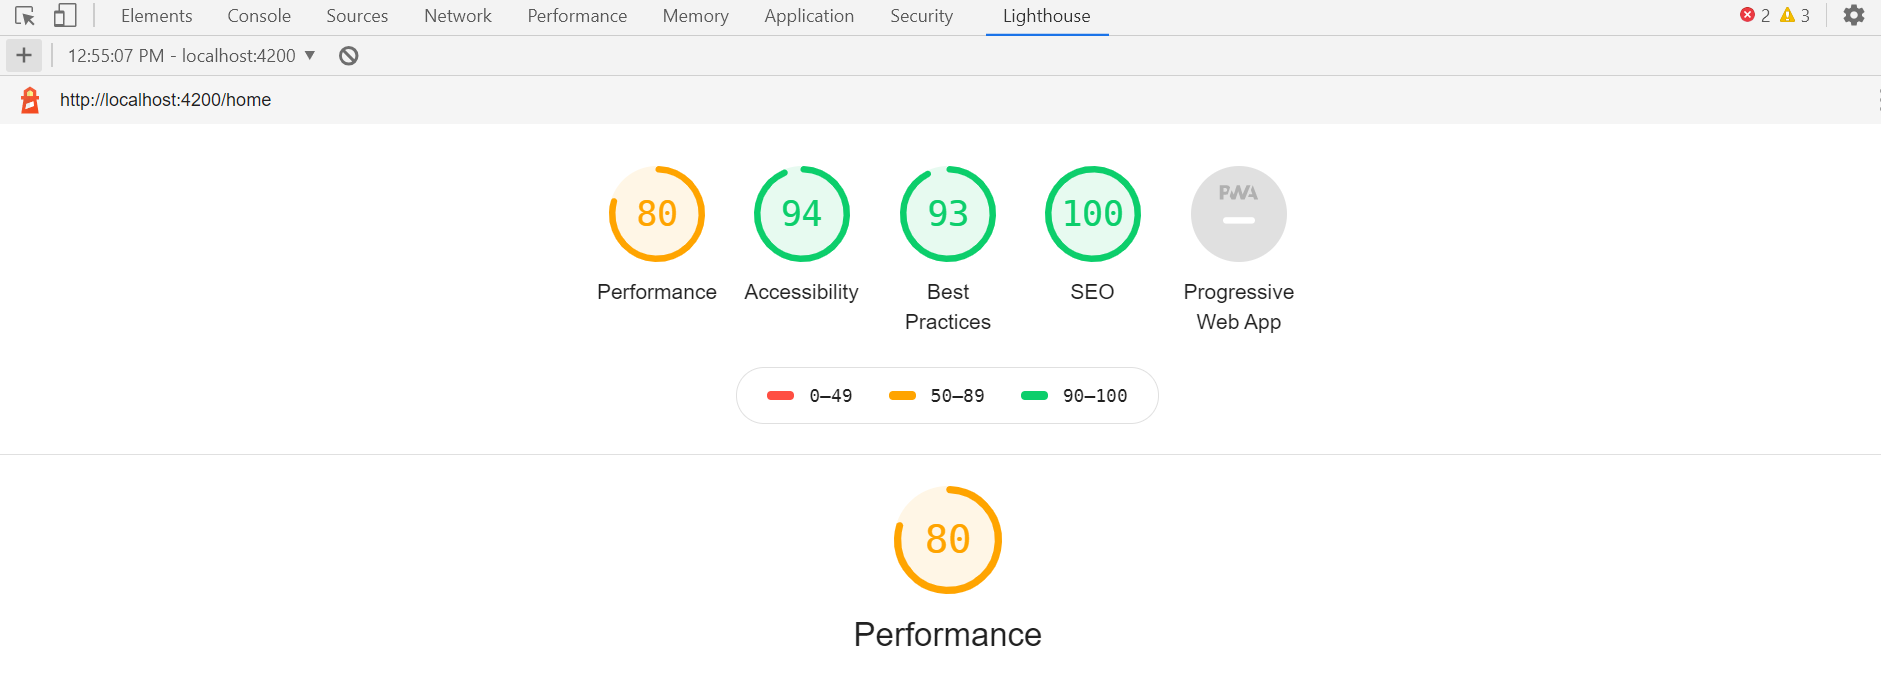 Elements Console Sources Network Performance Memory Application Security Lighthouse 2 3
12:55:07 PM - localhost:4200
http://localhost:4200/home
PWA
80 94 93 100
Performance Accessibility Best Practices SEO Progressive Web App
0–49 50–89 90–100
80
Performance